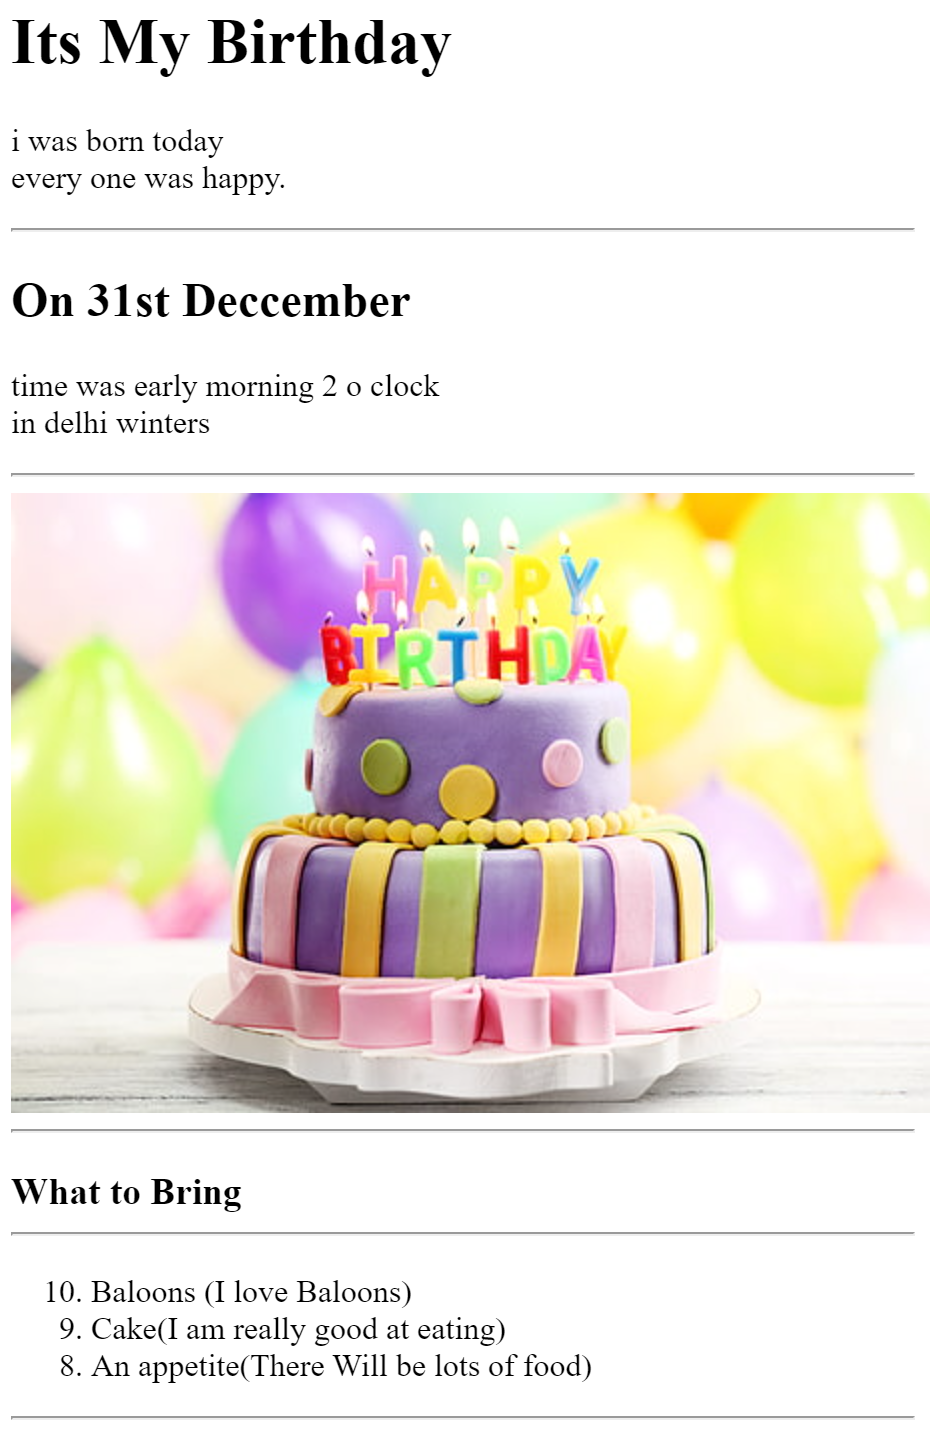 Its My Birthday
i was born today
every one was happy.
On 31st Deccember
time was early morning 2 o clock
in delhi winters
HAPPY
BIRTHDAY
What to Bring
10. Baloons (I love Baloons)
9. Cake(I am really good at eating)
8. An appetite(There Will be lots of food)